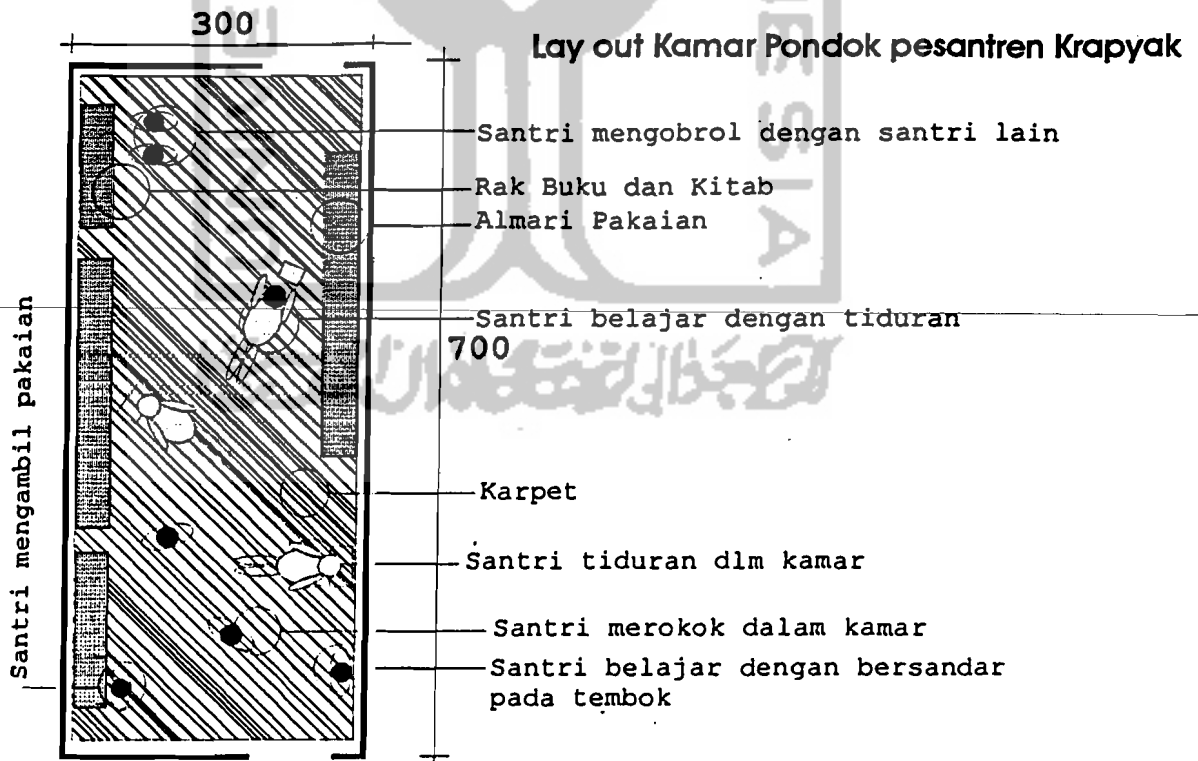 300
Lay out Kamar Pondok pesantren Krapyak
Santri mengobrol dengan santri lain
Rak Buku dan Kitab
Almari Pakaian
Santri belajar dengan tiduran
700
Santri mengambil pakaian
Karpet
Santri tiduran dlm kamar
Santri merokok dalam kamar
Santri belajar dengan bersandar
pada tembok